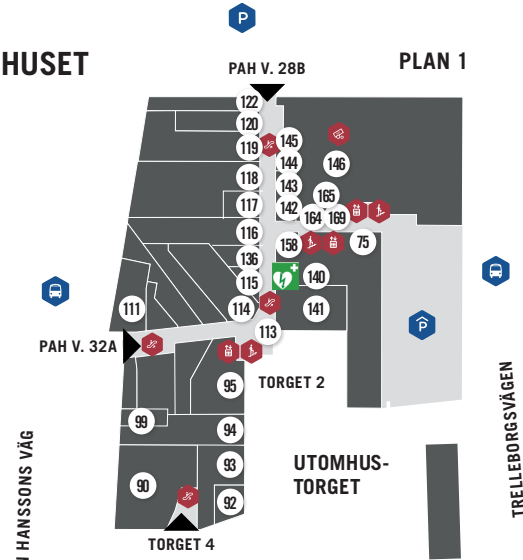 P
HUSET
PLAN 1
PAH V. 28B
122
120
119
145
144
146
118
143
165
117
142
164
169
116
158
75
136
115
140
111
114
141
P
113
PAH V. 32A
95
TORGET 2
99
94
93
90
92
UTOMHUS-
TORGET
TORGET 4
HANSSONS VÄG
TRELLEBORGSVÄGEN